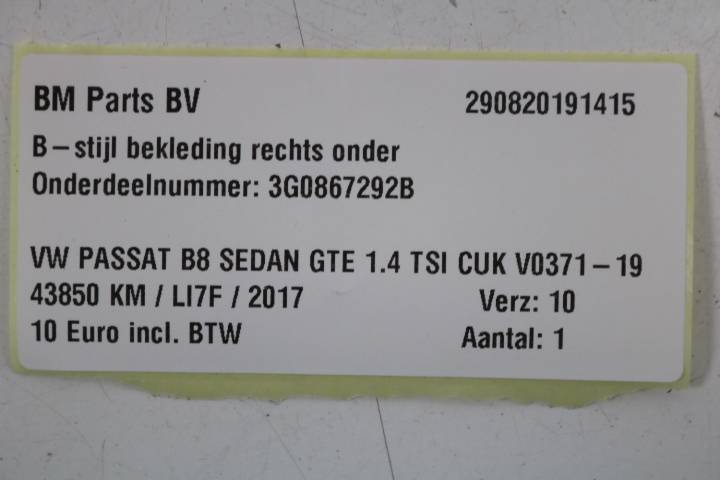 BM Parts BV 290820191415
B-stijl bekleding rechts onder
Onderdeelnummer: 3G0867292B
VW PASSAT B8 SEDAN GTE 1.4 TSI CUK V0371-19
43850 KM / LI7F / 2017 Verz: 10
10 Euro incl. BTW Aantal: 1